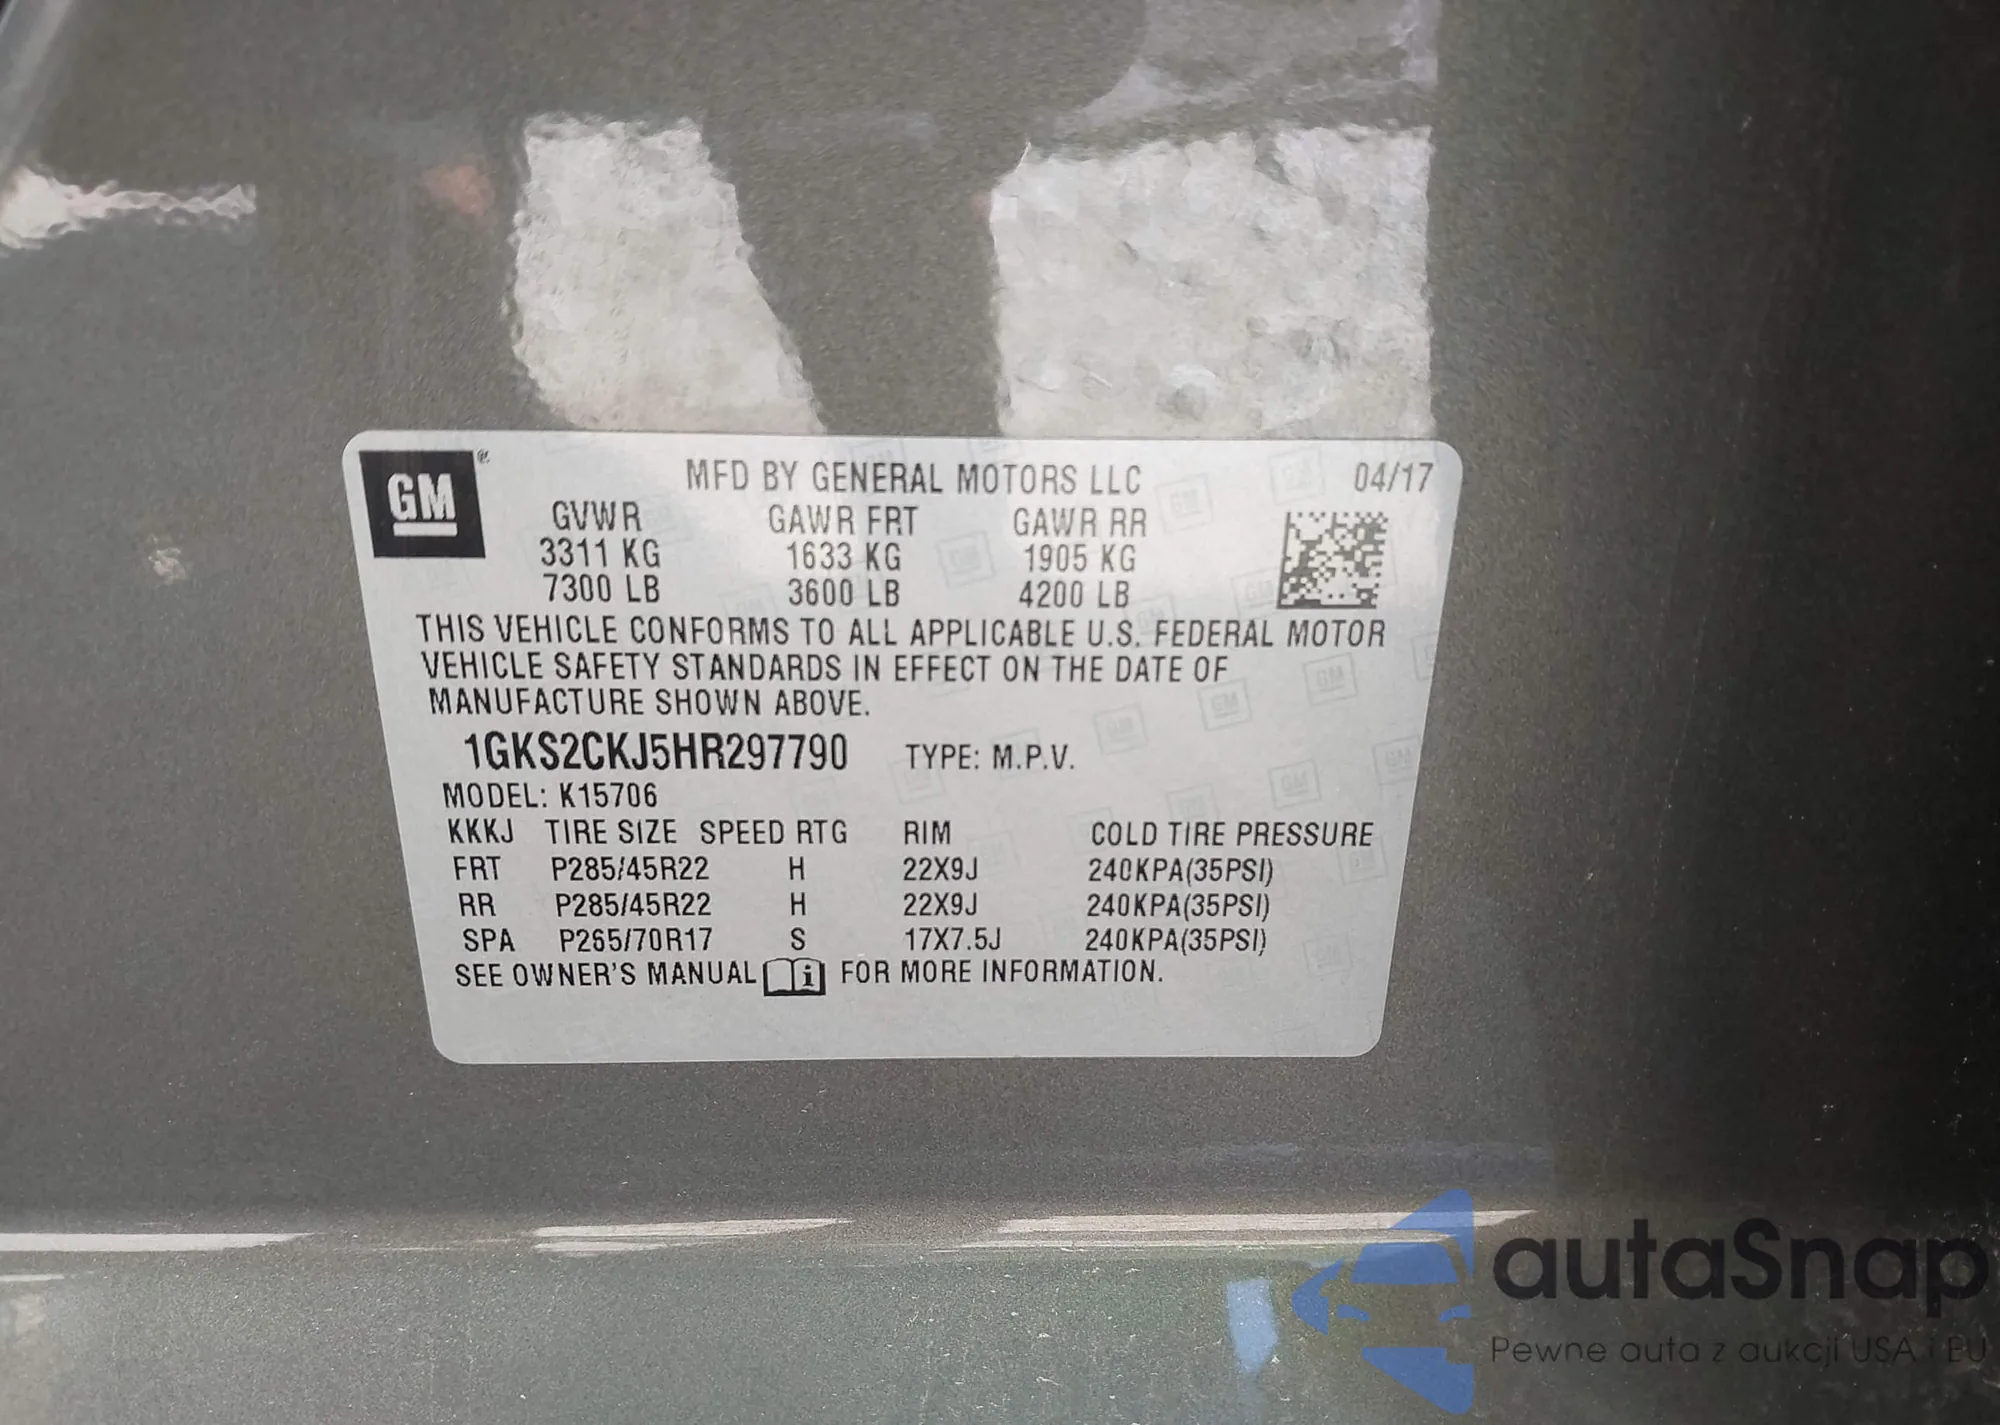 GM ®
MFD BY GENERAL MOTORS LLC 04/17
GVWR GAWR FRT GAWR RR
3311 KG 1633 KG 1905 KG
7300 LB 3600 LB 4200 LB
THIS VEHICLE CONFORMS TO ALL APPLICABLE U.S. FEDERAL MOTOR
VEHICLE SAFETY STANDARDS IN EFFECT ON THE DATE OF
MANUFACTURE SHOWN ABOVE.
1GKS2CKJ5HR297790 TYPE: M.P.V.
MODEL: K15706
KKKJ TIRE SIZE SPEED RTG RIM COLD TIRE PRESSURE
FRT P285/45R22 H 22X9J 240KPA(35PSI)
RR P285/45R22 H 22X9J 240KPA(35PSI)
SPA P265/70R17 S 17X7.5J 240KPA(35PSI)
SEE OWNER'S MANUAL i FOR MORE INFORMATION.
autaSnap
Pewne auta z aukcji USA i EU